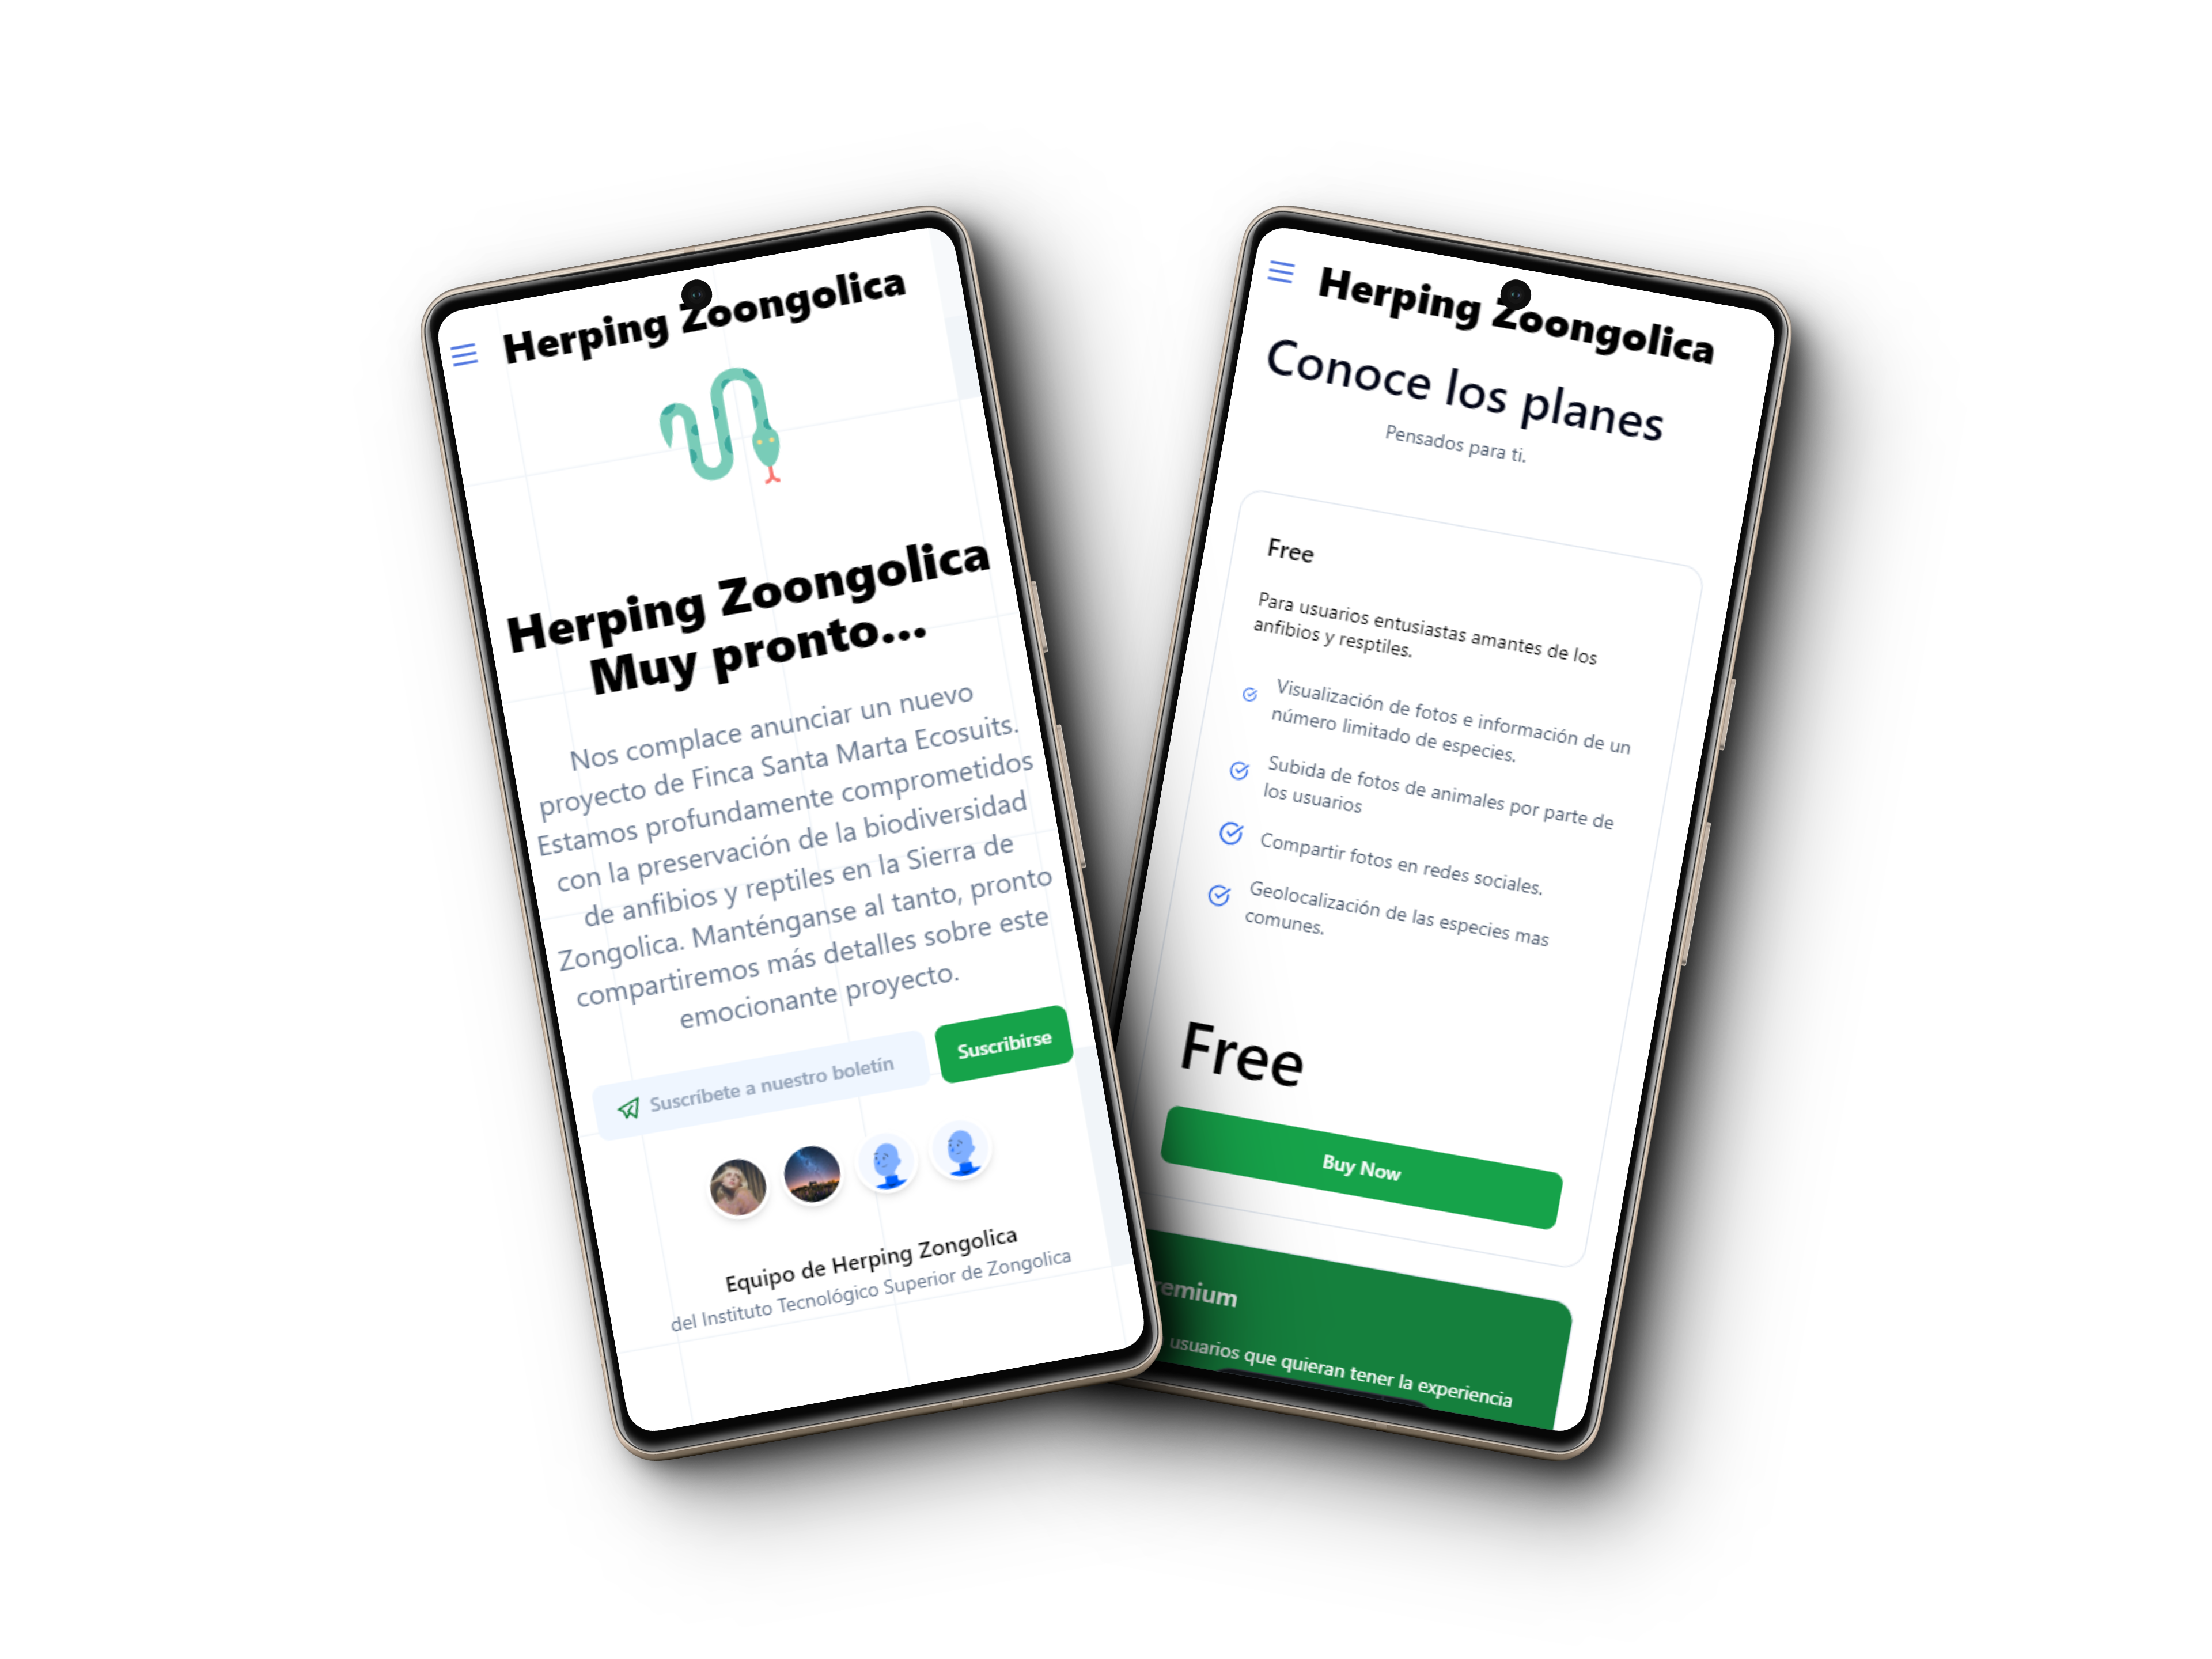 Herping Zoongolica
Herping Zoongolica
Muy pronto...
Nos complace anunciar un nuevo
proyecto de Finca Santa Marta Ecosuits.
Estamos profundamente comprometidos
con la preservación de la biodiversidad
de anfibios y reptiles en la Sierra de
Zongolica. Manténganse al tanto, pronto
compartiremos más detalles sobre este
emocionante proyecto.
Suscríbete a nuestro boletín
Suscribirse
Equipo de Herping Zongolica
del Instituto Tecnológico Superior de Zongolica
Herping Zoongolica
Conoce los planes
Pensados para ti.
Free
Para usuarios entusiastas amantes de los
anfibios y resptiles.
Visualización de fotos e información de un
número limitado de especies.
Subida de fotos de animales por parte de
los usuarios
Compartir fotos en redes sociales.
Geolocalización de las especies mas
comunes.
Free
Buy Now
remium
usuarios que quieran tener la experiencia